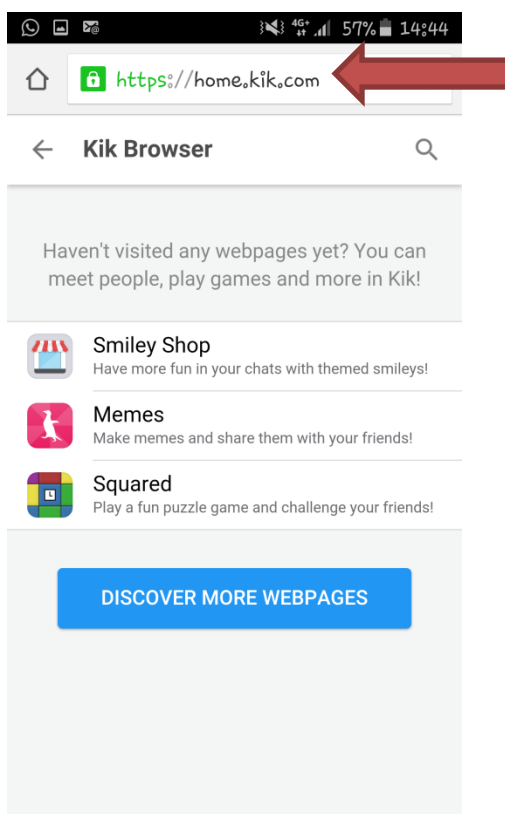 4G+ 57% 14:44
https://home.kik.com
Kik Browser
Haven't visited any webpages yet? You can
meet people, play games and more in Kik!
Smiley Shop
Have more fun in your chats with themed smileys!
Memes
Make memes and share them with your friends!
Squared
Play a fun puzzle game and challenge your friends!
DISCOVER MORE WEBPAGES